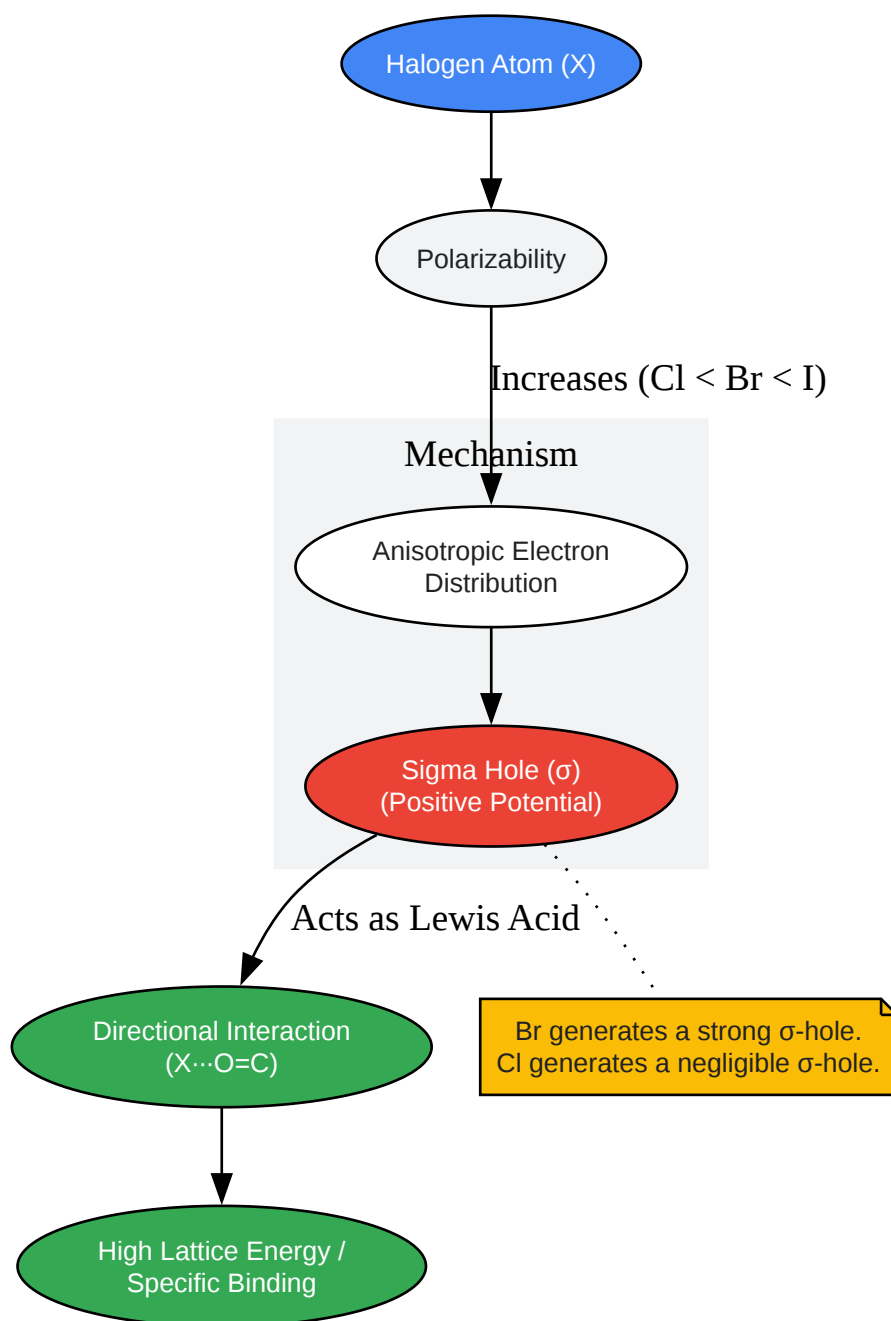 Halogen Atom (X)
Polarizability
Increases (Cl < Br < I)
Mechanism
Anisotropic Electron
Distribution
Sigma Hole (σ)
(Positive Potential)
Acts as Lewis Acid
Directional Interaction
(X···O=C)
Br generates a strong σ-hole.
Cl generates a negligible σ-hole.
High Lattice Energy /
Specific Binding